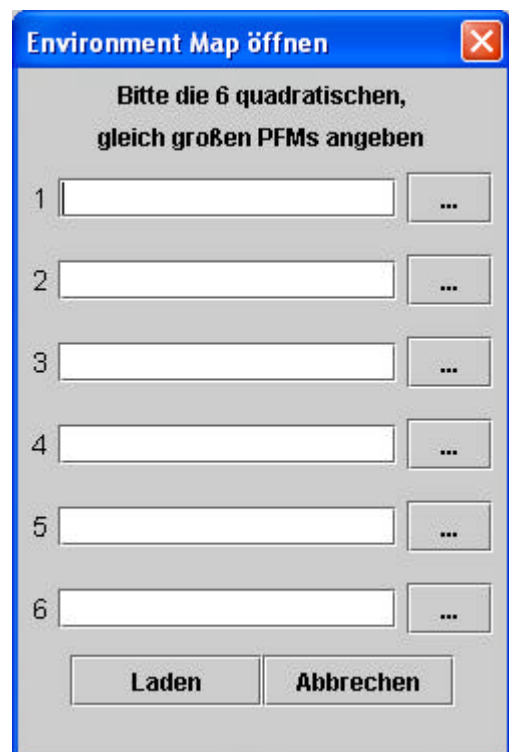 Environment Map öffnen
Bitte die 6 quadratischen,
gleich großen PFMs angeben
1 ...
2 ...
3 ...
4 ...
5 ...
6 ...
Laden Abbrechen